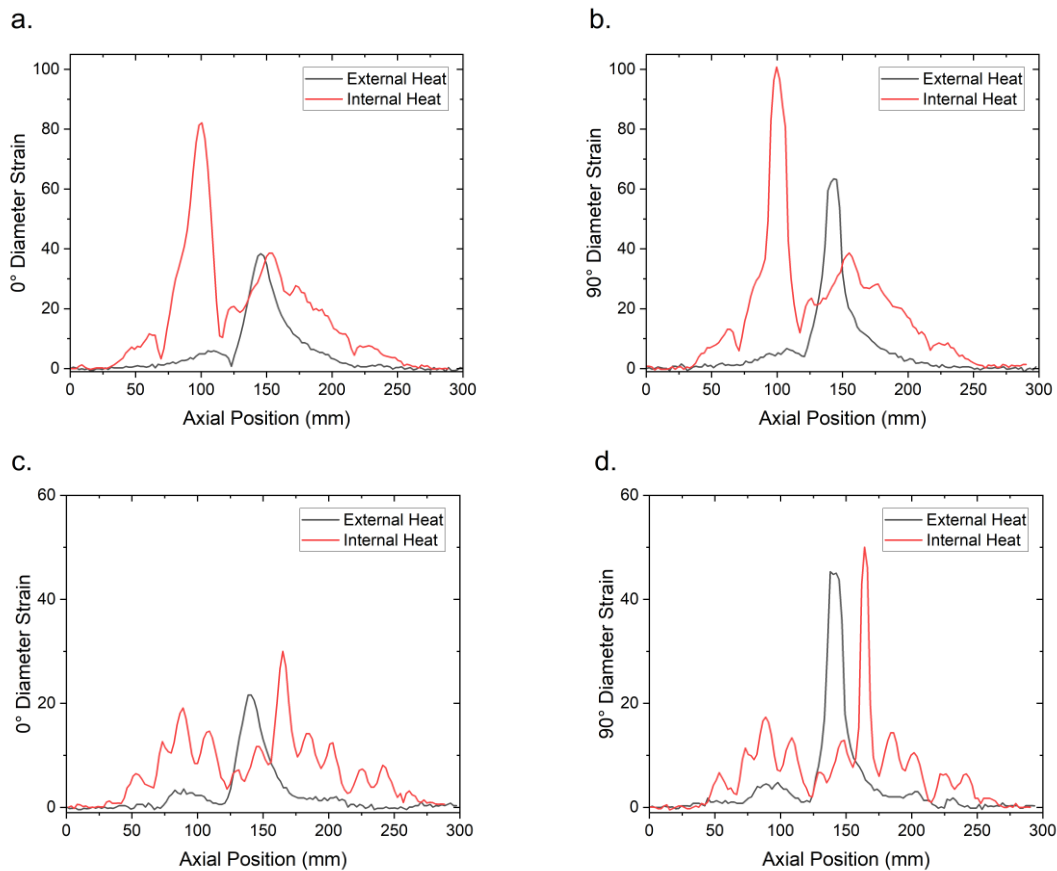 a.
External Heat
Internal Heat
100
80
60
40
20
0
0° Diameter Strain
0 50 100 150 200 250 300
Axial Position (mm)
b.
External Heat
Internal Heat
100
80
60
40
20
0
90° Diameter Strain
0 50 100 150 200 250 300
Axial Position (mm)
c.
External Heat
Internal Heat
60
40
20
0
0° Diameter Strain
0 50 100 150 200 250 300
Axial Position (mm)
d.
External Heat
Internal Heat
60
40
20
0
90° Diameter Strain
0 50 100 150 200 250 300
Axial Position (mm)